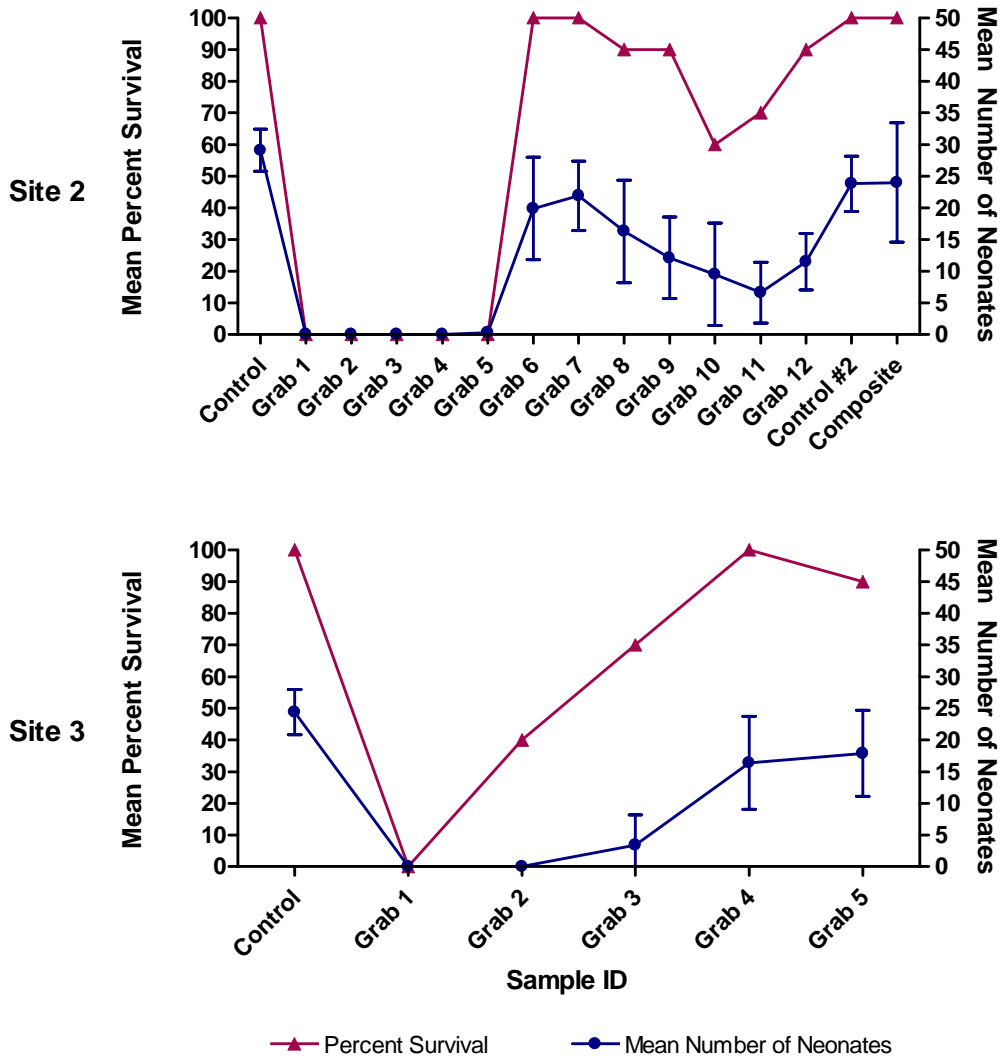 Site 2
Mean Percent Survival
100
90
80
70
60
50
40
30
20
10
0
50
45
40
35
30
25
20
15
10
5
0
Mean Number of Neonates
Control
Grab 1
Grab 2
Grab 3
Grab 4
Grab 5
Grab 6
Grab 7
Grab 8
Grab 9
Grab 10
Grab 11
Grab 12
Control #2
Composite
Site 3
Mean Percent Survival
100
90
80
70
60
50
40
30
20
10
0
50
45
40
35
30
25
20
15
10
5
0
Mean Number of Neonates
Control
Grab 1
Grab 2
Grab 3
Grab 4
Grab 5
Sample ID
Percent Survival
Mean Number of Neonates